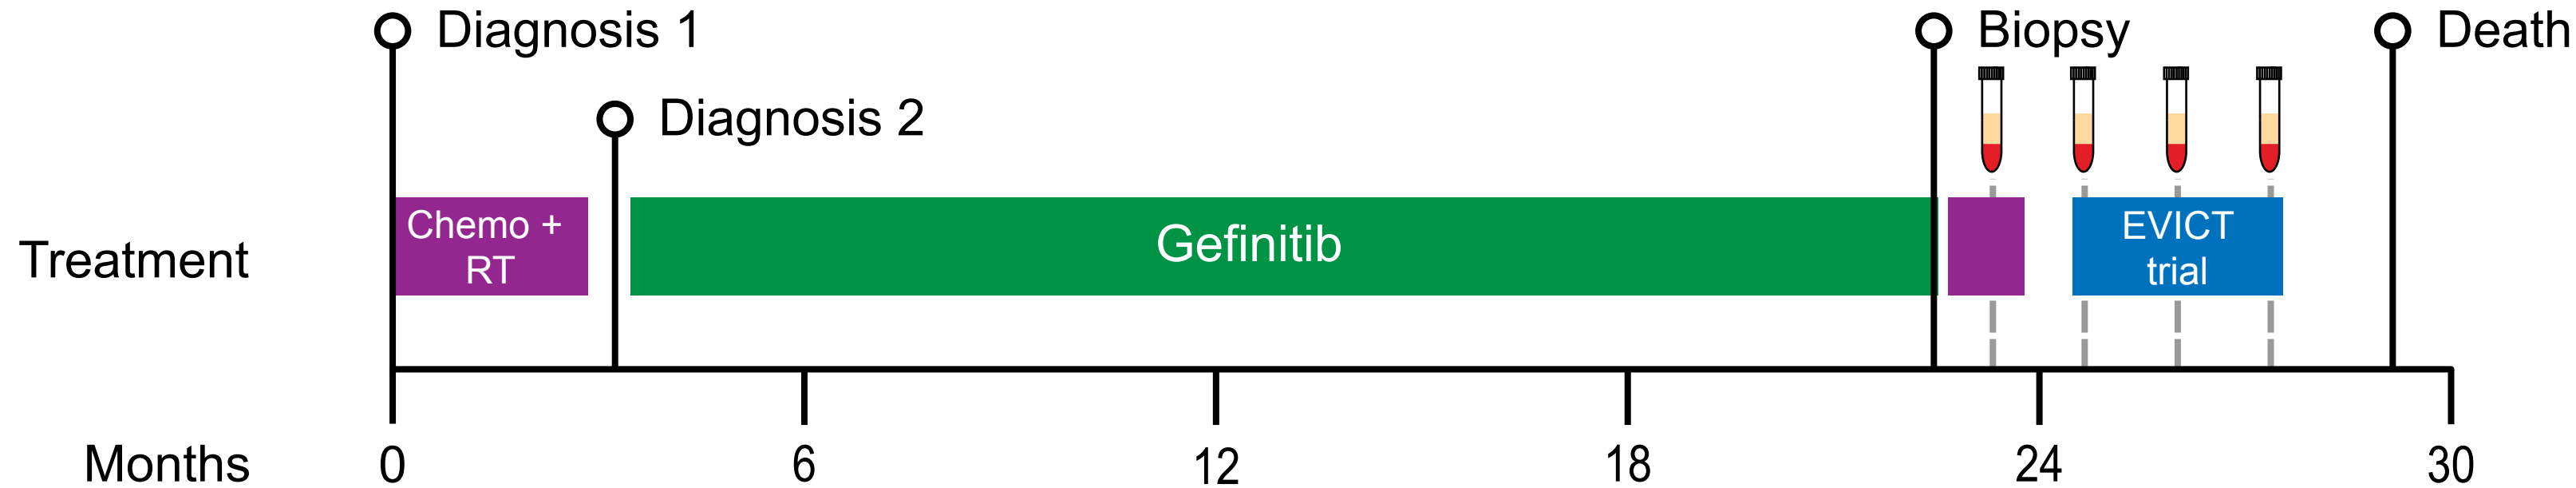 Diagnosis 1
Biopsy
Death
Diagnosis 2
Treatment
Chemo +
RT
Gefinitib
EVICT
trial
Months
0
6
12
18
24
30